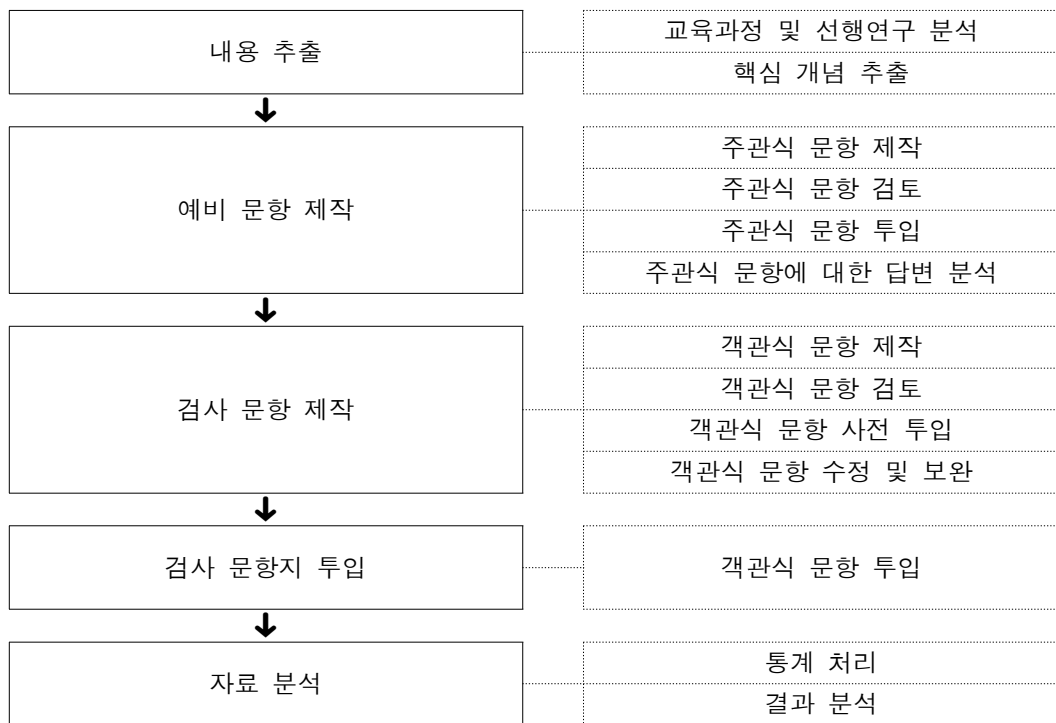 내용 추출
교육과정 및 선행연구 분석
핵심 개념 추출
예비 문항 제작
주관식 문항 제작
주관식 문항 검토
주관식 문항 투입
주관식 문항에 대한 답변 분석
검사 문항 제작
객관식 문항 제작
객관식 문항 검토
객관식 문항 사전 투입
객관식 문항 수정 및 보완
검사 문항지 투입
객관식 문항 투입
자료 분석
통계 처리
결과 분석